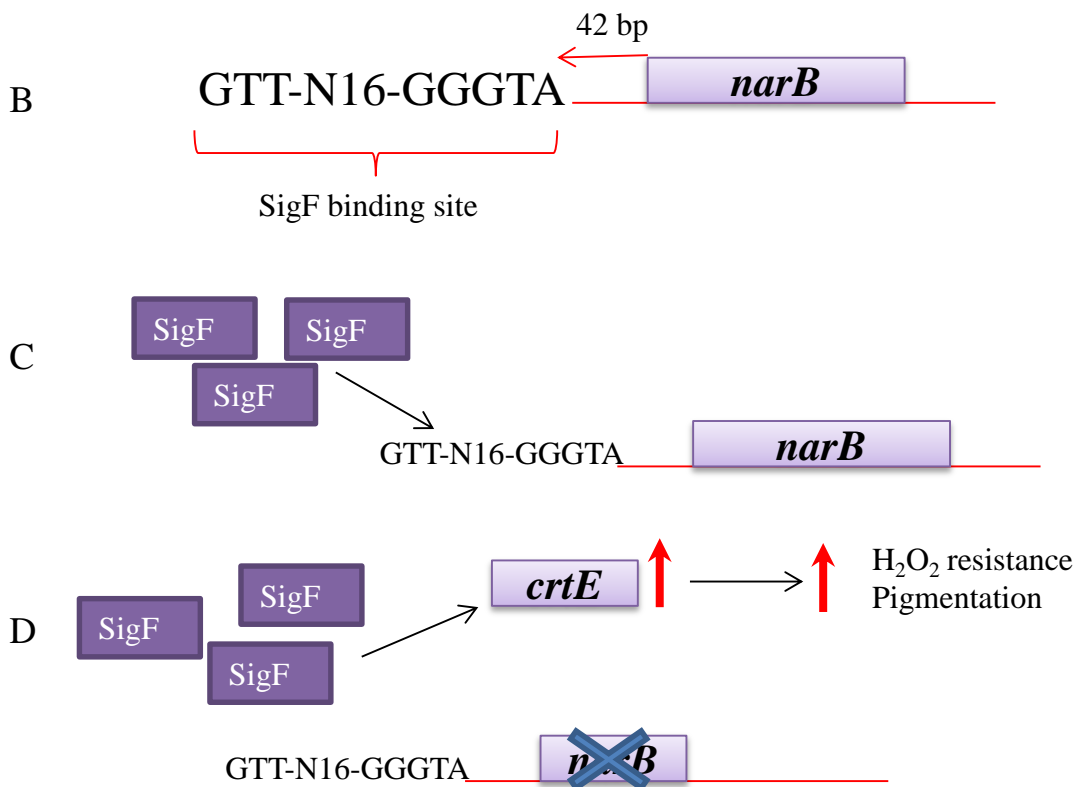 42 bp
B
GTT-N16-GGGTA
narB
SigF binding site
C
SigF
SigF
SigF
GTT-N16-GGGTA
narB
D
SigF
SigF
SigF
crtE
H₂O₂ resistance
Pigmentation
GTT-N16-GGGTA
narB